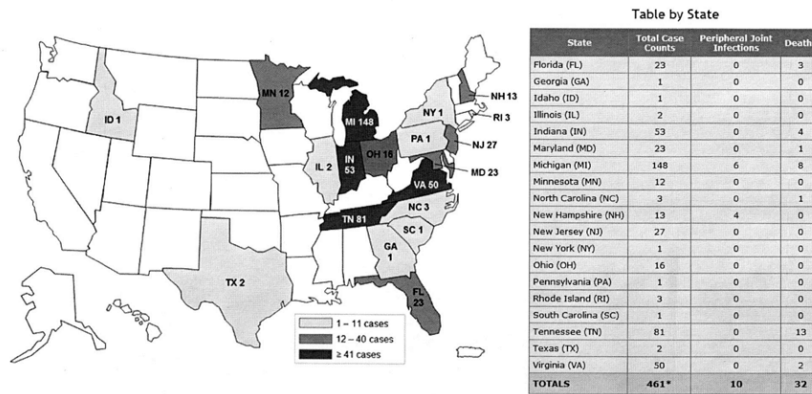 Table by State
MN 12
ID 1
NH 13
NY 1
RI 3
MI 148
PA 1
NJ 27
OH 16
IL 2
IN
53
MD 23
VA 50
NC 3
TN 81
SC 1
GA
1
TX 2
FL
23
1 – 11 cases
12 – 40 cases
≥ 41 cases
State Total Case Counts Peripheral Joint Infections Death
Florida (FL) 23 0 3
Georgia (GA) 1 0 0
Idaho (ID) 1 0 0
Illinois (IL) 2 0 0
Indiana (IN) 53 0 4
Maryland (MD) 23 0 1
Michigan (MI) 148 6 8
Minnesota (MN) 12 0 0
North Carolina (NC) 3 0 1
New Hampshire (NH) 13 4 0
New Jersey (NJ) 27 0 0
New York (NY) 1 0 0
Ohio (OH) 16 0 0
Pennsylvania (PA) 1 0 0
Rhode Island (RI) 3 0 0
South Carolina (SC) 1 0 0
Tennessee (TN) 81 0 13
Texas (TX) 2 0 0
Virginia (VA) 50 0 2
TOTALS 461* 10 32